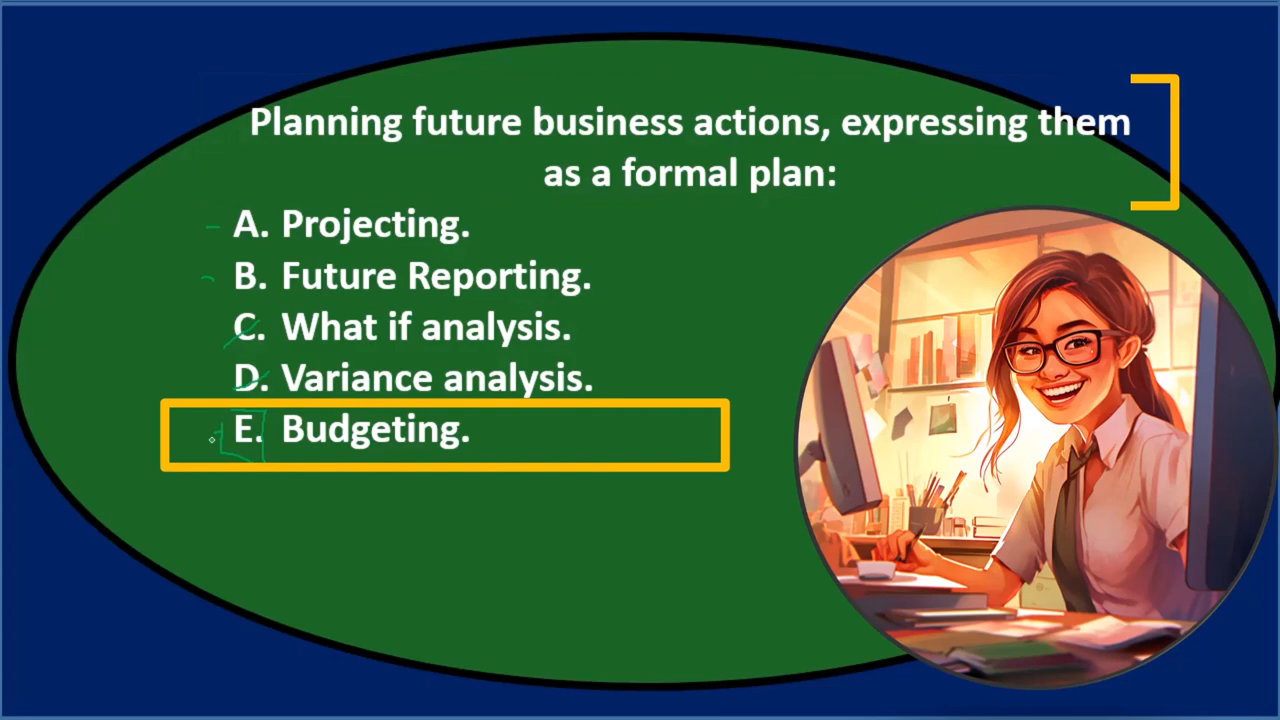 Planning future business actions, expressing them
as a formal plan:
A. Projecting.
B. Future Reporting.
C. What if analysis.
D. Variance analysis.
E. Budgeting.